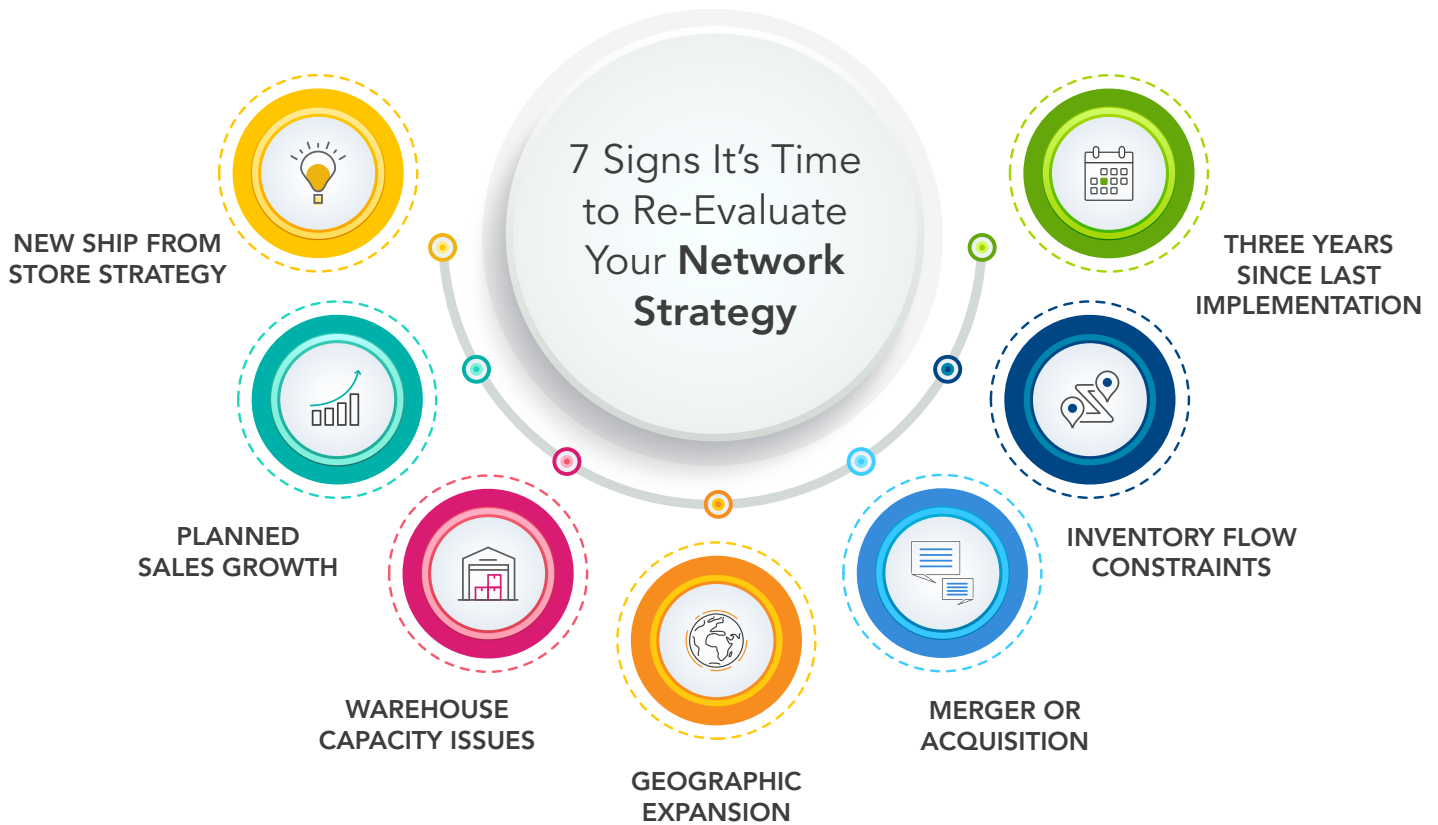 7 Signs It’s Time
to Re-Evaluate
Your Network
Strategy
NEW SHIP FROM
STORE STRATEGY
PLANNED
SALES GROWTH
WAREHOUSE
CAPACITY ISSUES
GEOGRAPHIC
EXPANSION
MERGER OR
ACQUISITION
INVENTORY FLOW
CONSTRAINTS
THREE YEARS
SINCE LAST
IMPLEMENTATION